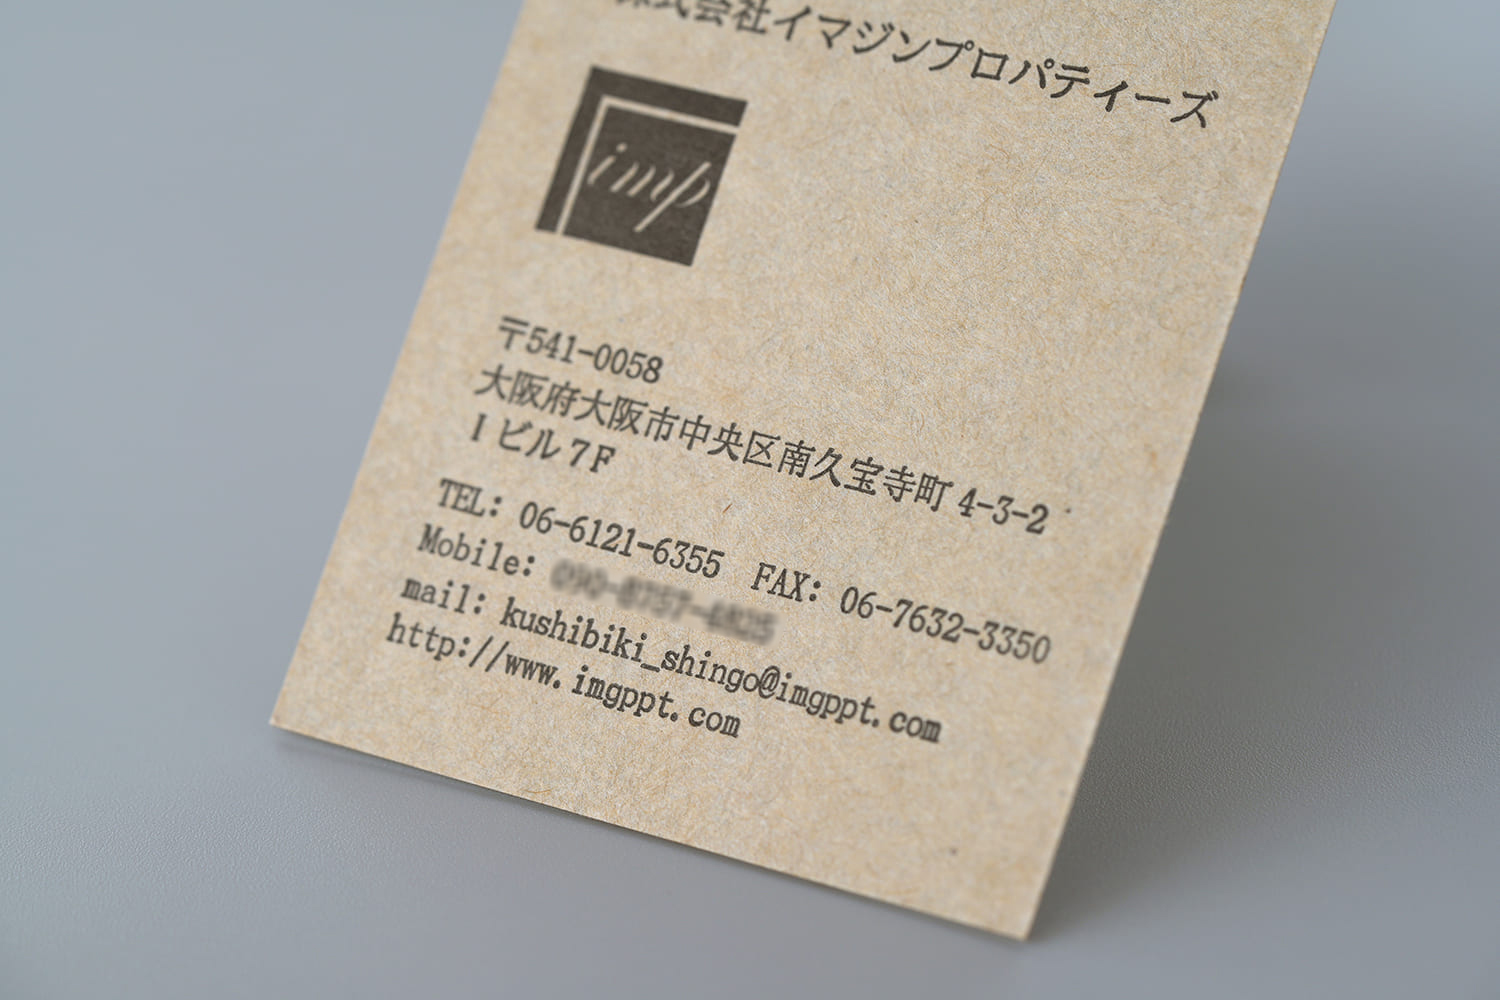 株式会社イマジンプロパティーズ
imp
〒541-0058
大阪府大阪市中央区南久宝寺町 4-3-2
I ビル 7 F
TEL: 06-6121-6355 FAX: 06-7632-3350
Mobile:
mail: kushibiki_shingo@imgppt.com
http://www.imgppt.com